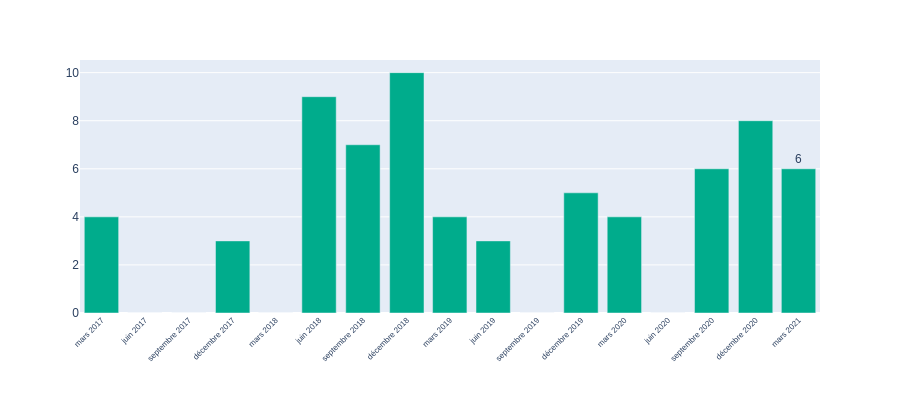 10
8
6
4
2
0
6
mars 2017
juin 2017
septembre 2017
décembre 2017
mars 2018
juin 2018
septembre 2018
décembre 2018
mars 2019
juin 2019
septembre 2019
décembre 2019
mars 2020
juin 2020
septembre 2020
décembre 2020
mars 2021